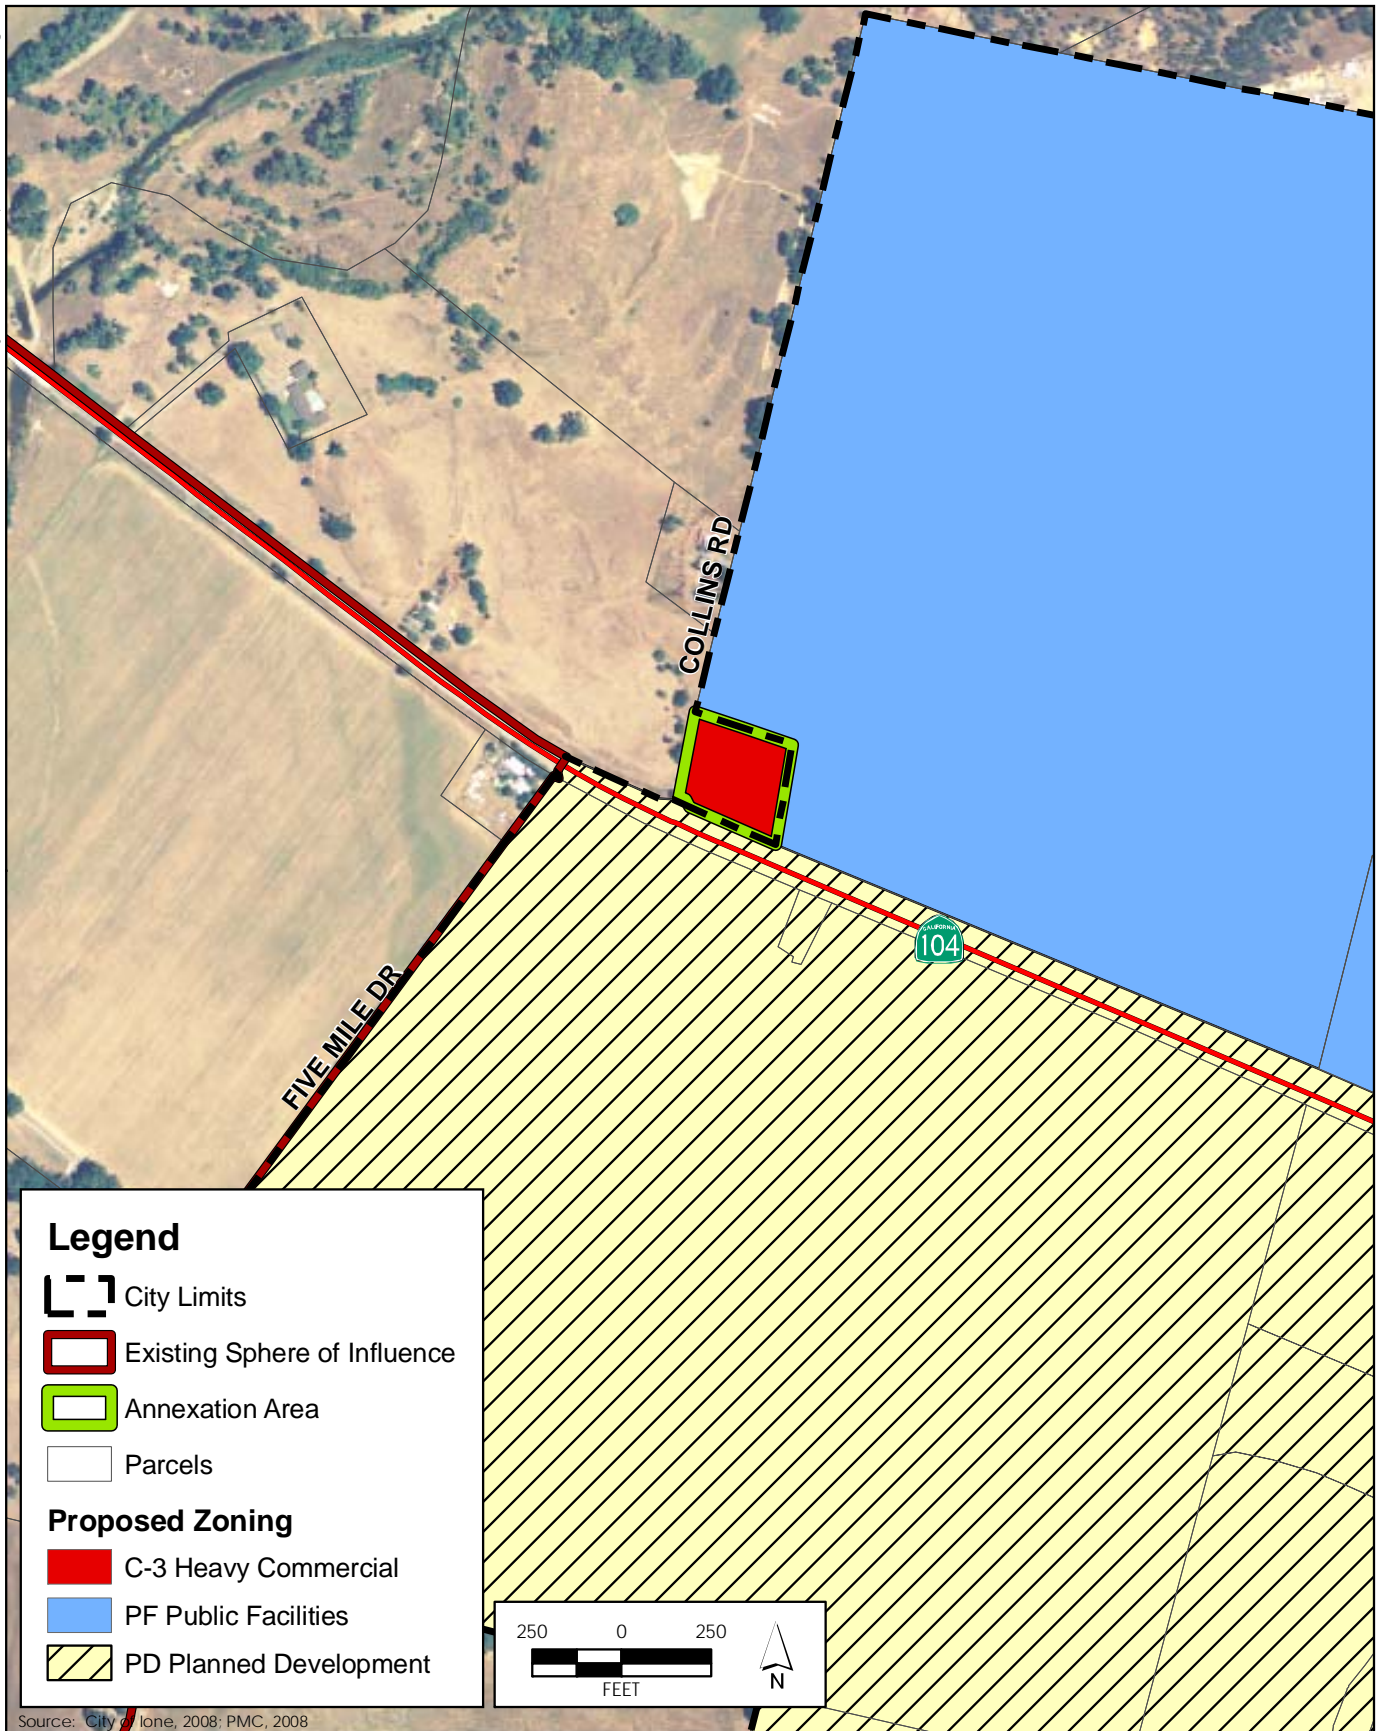 COLLINS RD
CALIFORNIA
104
FIVE MILE DR
Legend
City Limits
Existing Sphere of Influence
Annexation Area
Parcels
Proposed Zoning
C-3 Heavy Commercial
PF Public Facilities
PD Planned Development
250 0 250
FEET
N
Source: City of Ione, 2008; PMC, 2008